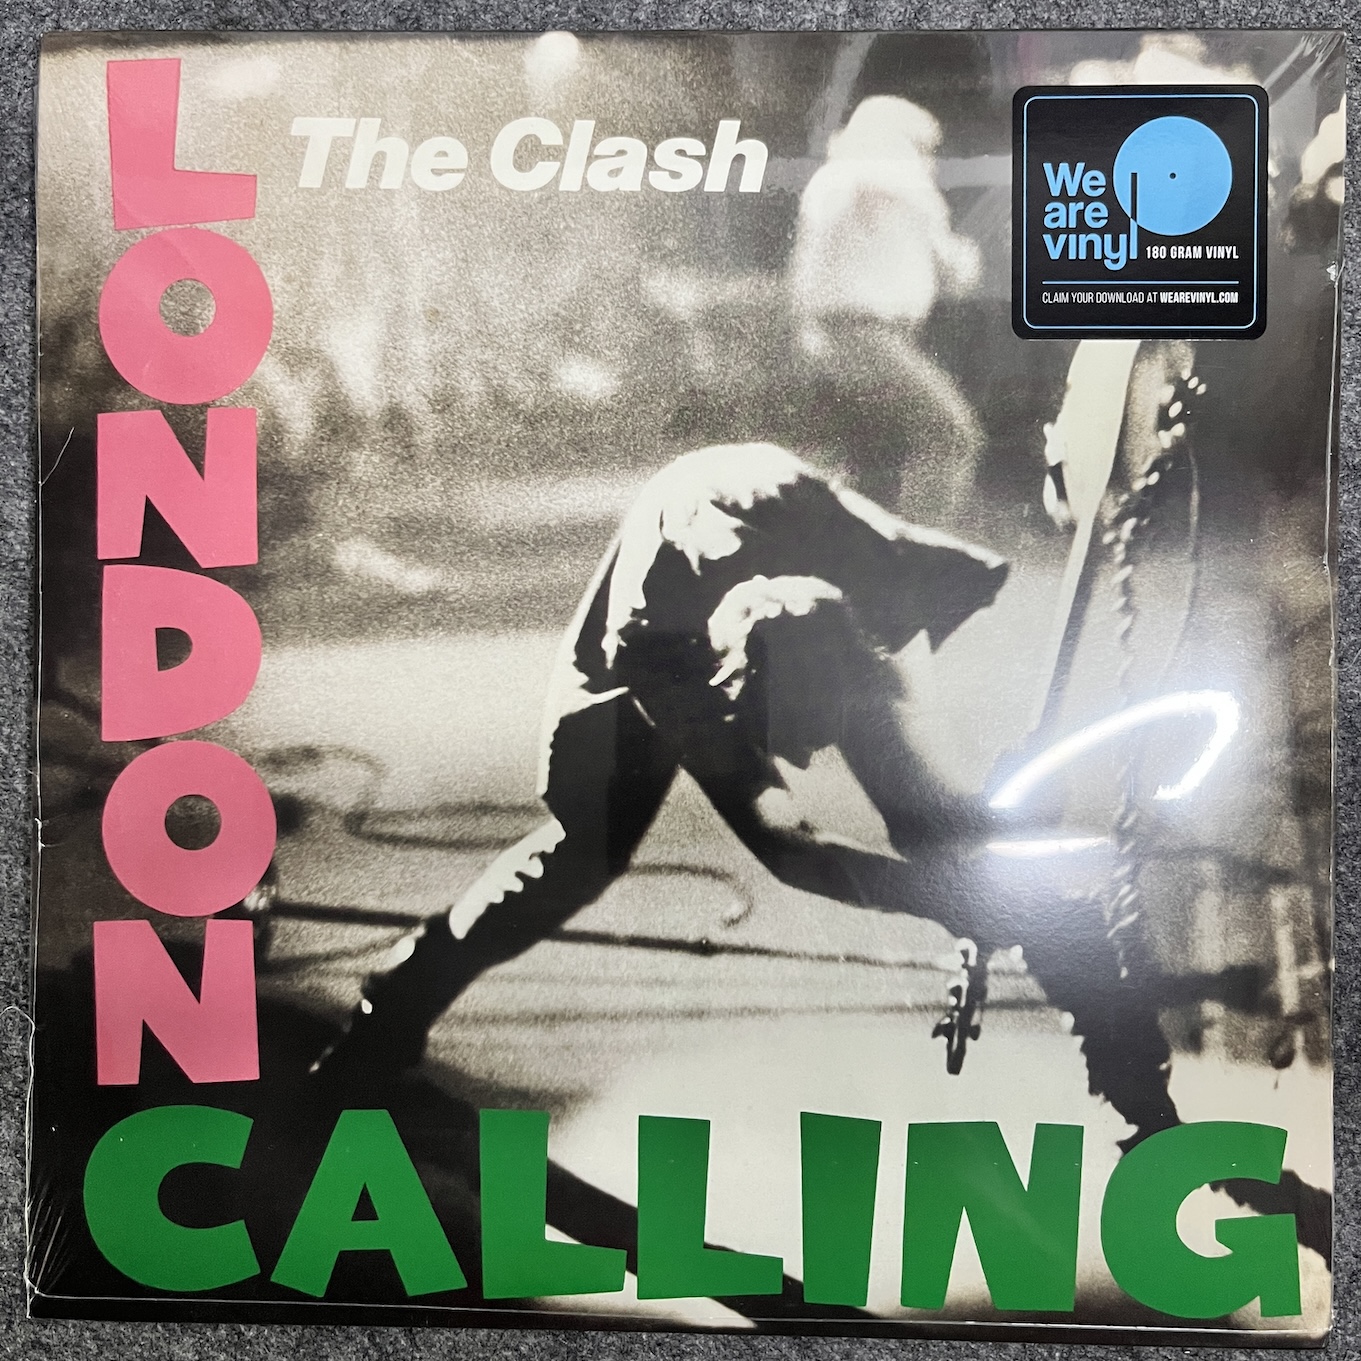 The Clash
LONDON
CALLING
We
are
vinyl
180 GRAM VINYL
CLAIM YOUR DOWNLOAD AT WEAREVINYL.COM